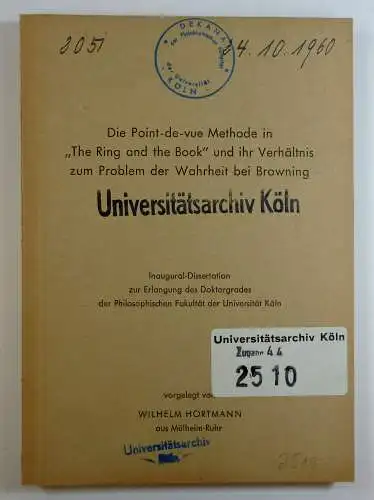 2051
4.10.1960
DEKANAT
der Philosophischen Fakultät
der Universität
KÖLN
Die Point-de-vue Methode in
„The Ring and the Book" und ihr Verhältnis
zum Problem der Wahrheit bei Browning
Universitätsarchiv Köln
Inaugural-Dissertation
zur Erlangung des Doktorgrades
der Philosophischen Fakultät der Universität Köln
Universitätsarchiv Köln
Zugang 44
2510
vorgelegt von
WILHELM HORTMANN
aus Mülheim-Ruhr
Universitätsarchiv
2510